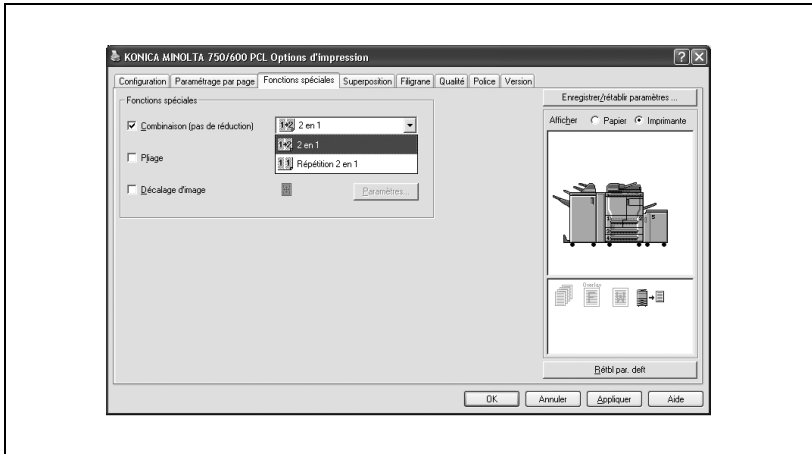 KONICA MINOLTA 750/600 PCL Options d'impression
Configuration Paramétrage par page Fonctions spéciales Superposition Filigrane Qualité Police Version
Fonctions spéciales
Combinaison (pas de réduction) 2 en 1
2 en 1
Répétition 2 en 1
Pliage
Décalage d'image Paramètres...
Enregistrer/rétablir paramètres ...
Afficher Papier Imprimante
Overlay
Rétbl par. deft
OK Annuler Appliquer Aide